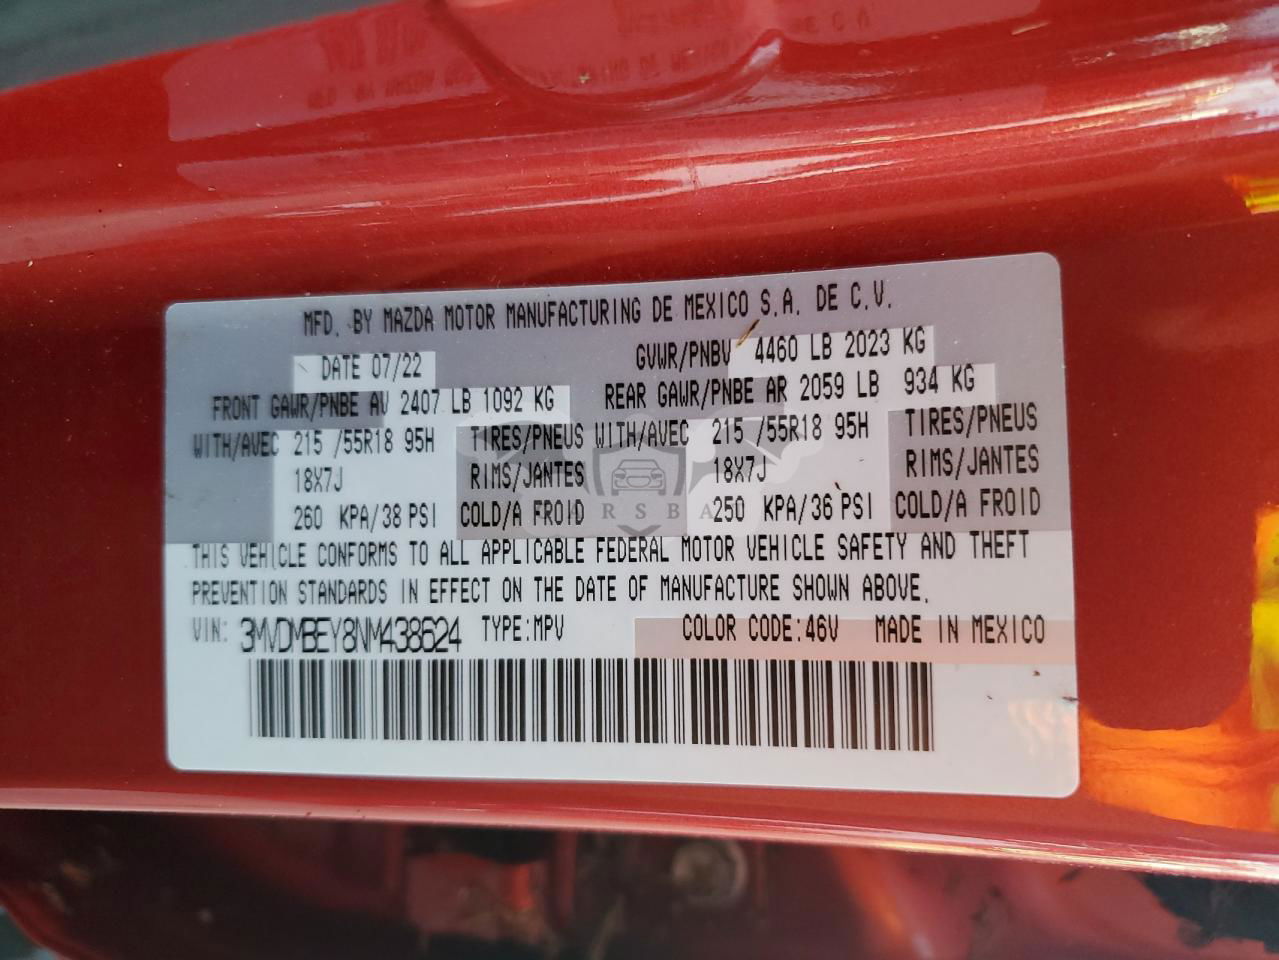 MFD. BY MAZDA MOTOR MANUFACTURING DE MEXICO S.A. DE C.V.
DATE 07/22 GVWR/PNBV 4460 LB 2023 KG
FRONT GAWR/PNBE AV 2407 LB 1092 KG REAR GAWR/PNBE AR 2059 LB 934 KG
WITH/AVEC 215 /55R18 95H TIRES/PNEUS WITH/AVEC 215 /55R18 95H TIRES/PNEUS
18X7J RIMS/JANTES 18X7J RIMS/JANTES
260 KPA/38 PSI COLD/A FROID 250 KPA/36 PSI COLD/A FROID
RSBA
THIS VEHICLE CONFORMS TO ALL APPLICABLE FEDERAL MOTOR VEHICLE SAFETY AND THEFT
PREVENTION STANDARDS IN EFFECT ON THE DATE OF MANUFACTURE SHOWN ABOVE.
VIN: 3MVDMBEY8NM438624 TYPE:MPV COLOR CODE:46V MADE IN MEXICO